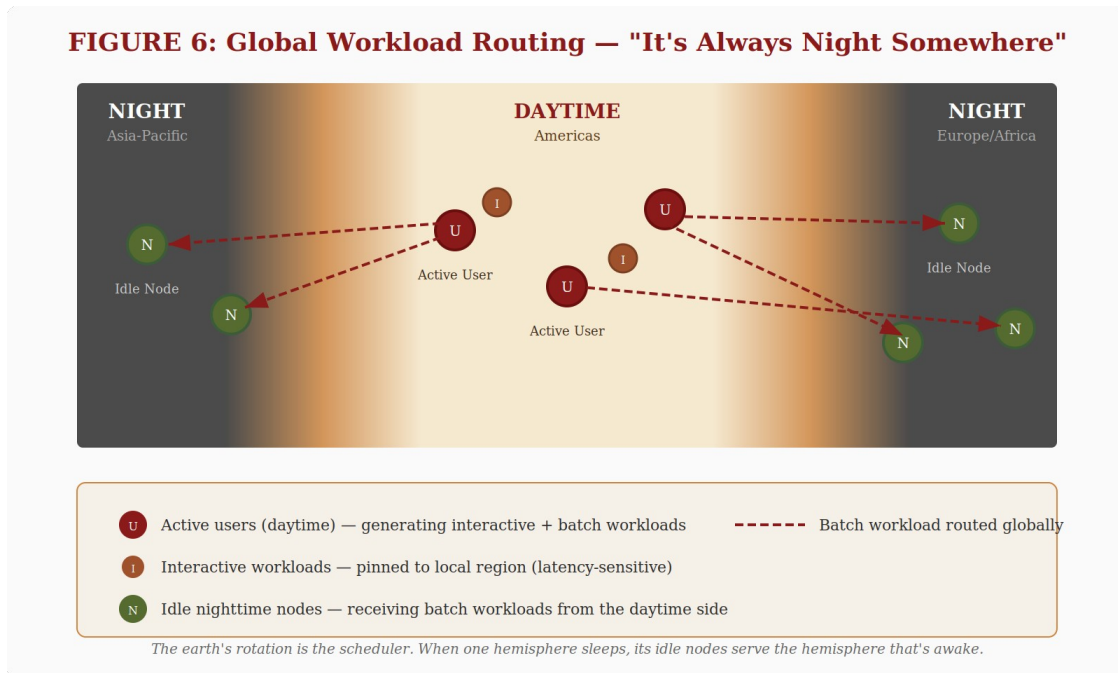 FIGURE 6: Global Workload Routing — "It's Always Night Somewhere"
NIGHT
Asia-Pacific
DAYTIME
Americas
NIGHT
Europe/Africa
I
U
U
N
N
Active User
I
Idle Node
Idle Node
U
N
Active User
N
N
U Active users (daytime) — generating interactive + batch workloads
Batch workload routed globally
I Interactive workloads — pinned to local region (latency-sensitive)
N Idle nighttime nodes — receiving batch workloads from the daytime side
The earth's rotation is the scheduler. When one hemisphere sleeps, its idle nodes serve the hemisphere that's awake.